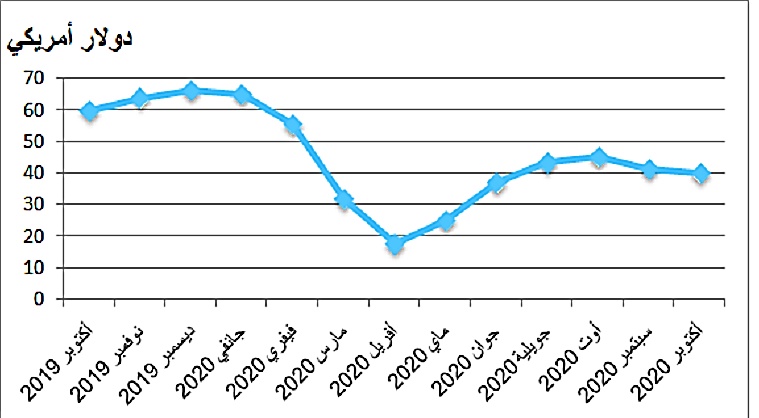 دولار أمريكي
70
60
50
40
30
20
10
0
أكتوبر 2019
نوفمبر 2019
ديسمبر 2019
جانفي 2020
فيفري 2020
مارس 2020
أفريل 2020
ماي 2020
جوان 2020
جويلية 2020
أوت 2020
سبتمبر 2020
أكتوبر 2020